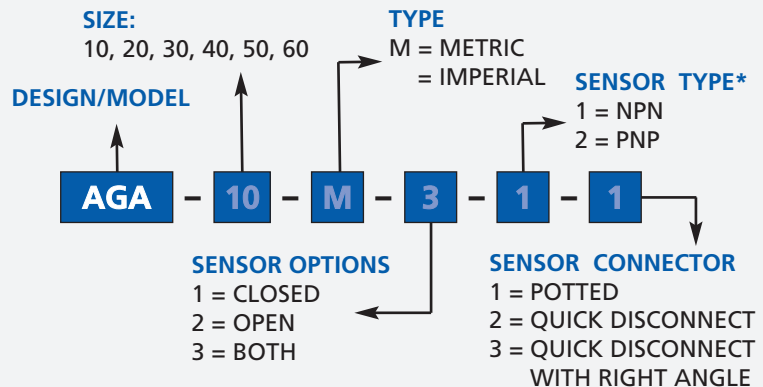 SIZE:
10, 20, 30, 40, 50, 60
TYPE
M = METRIC
= IMPERIAL
DESIGN/MODEL
SENSOR TYPE*
1 = NPN
2 = PNP
AGA – 10 – M – 3 – 1 – 1
SENSOR OPTIONS
1 = CLOSED
2 = OPEN
3 = BOTH
SENSOR CONNECTOR
1 = POTTED
2 = QUICK DISCONNECT
3 = QUICK DISCONNECT
WITH RIGHT ANGLE